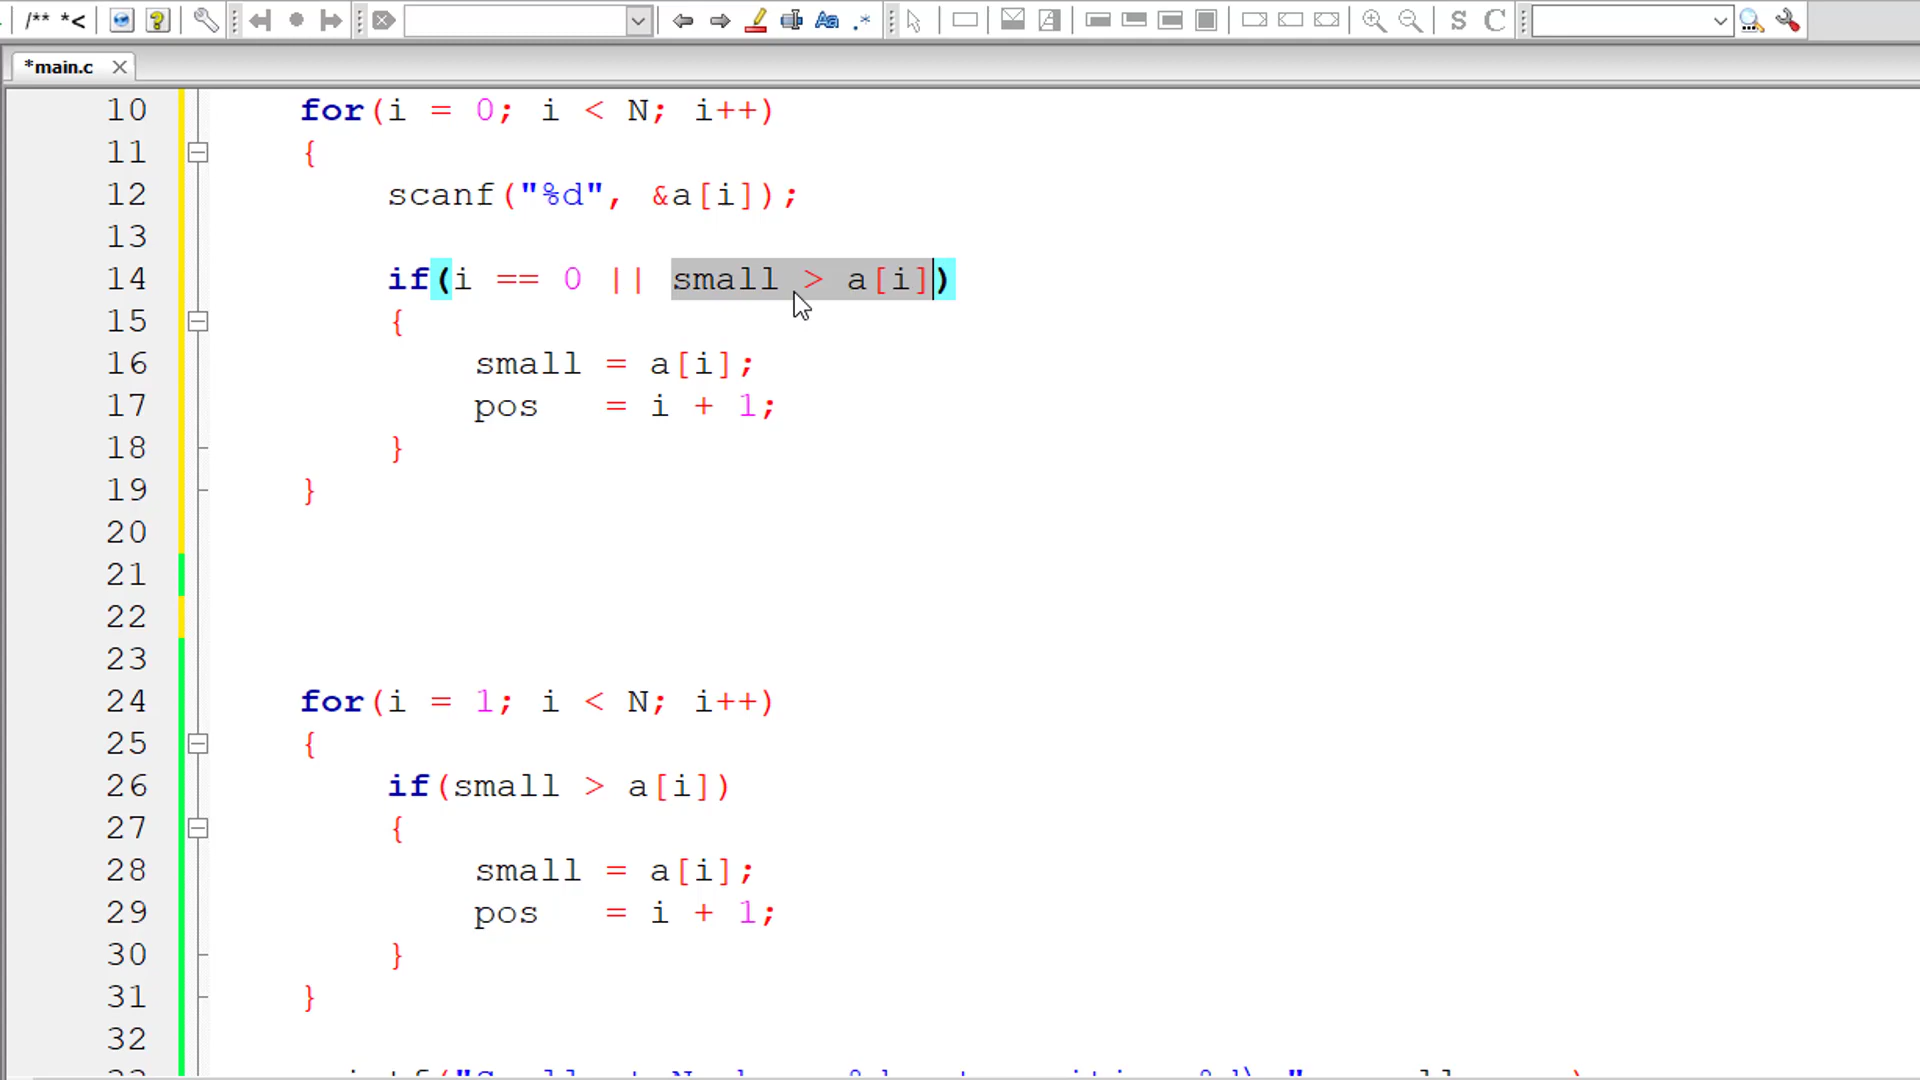 /** *<
Aa .*
S C
*main.c
10 for(i = 0; i < N; i++)
11 {
12 scanf("%d", &a[i]);
13
14 if(i == 0 || small > a[i])
15 {
16 small = a[i];
17 pos = i + 1;
18 }
19 }
20
21
22
23
24 for(i = 1; i < N; i++)
25 {
26 if(small > a[i])
27 {
28 small = a[i];
29 pos = i + 1;
30 }
31 }
32